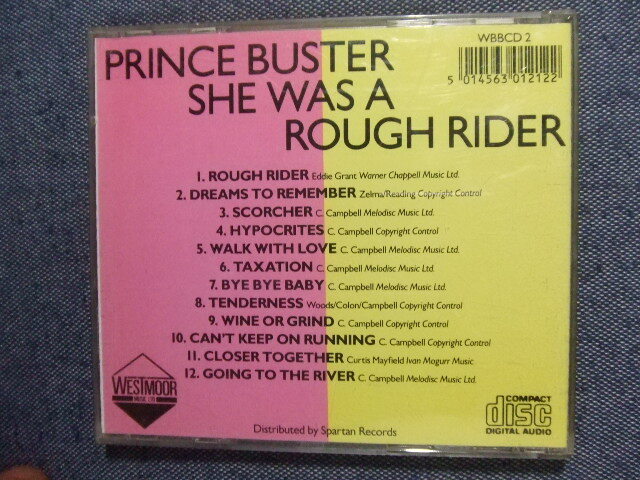 WBBCD 2
PRINCE BUSTER
SHE WAS A
ROUGH RIDER
5 014563 012122
1. ROUGH RIDER Eddie Grant Warner Chappell Music Ltd.
2. DREAMS TO REMEMBER Zelma/Reading Copyright Control
3. SCORCHER C. Campbell Melodisc Music Ltd.
4. HYPOCRITES C. Campbell Copyright Control
5. WALK WITH LOVE C. Campbell Melodisc Music Ltd.
6. TAXATION C. Campbell Melodisc Music Ltd.
7. BYE BYE BABY C. Campbell Melodisc Music Ltd.
8. TENDERNESS Woods/Colon/Campbell Copyright Control
9. WINE OR GRIND C. Campbell Copyright Control
10. CAN'T KEEP ON RUNNING C. Campbell Copyright Control
11. CLOSER TOGETHER Curtis Mayfield Ivan Mogurr Music
12. GOING TO THE RIVER C. Campbell Melodisc Music Ltd.
WESTMOOR
MUSIC LTD
COMPACT
disc
DIGITAL AUDIO
Distributed by Spartan Records